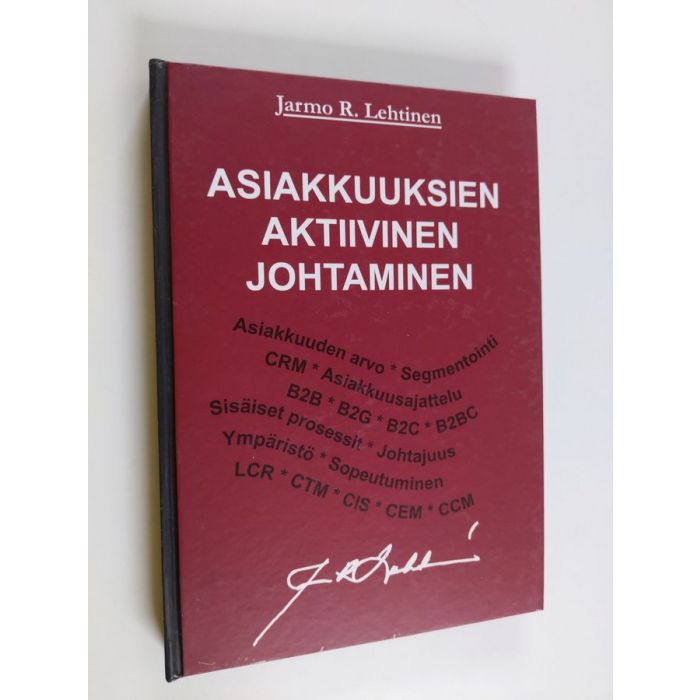 Jarmo R. Lehtinen
ASIAKKUUKSIEN
AKTIIVINEN
JOHTAMINEN
Asiakkuuden arvo * Segmentointi
CRM * Asiakkuusajattelu
B2B * B2G * B2C * B2BC
Sisäiset prosessit * Johtajuus
Ympäristö * Sopeutuminen
LCR * CTM * CIS * CEM * CCM